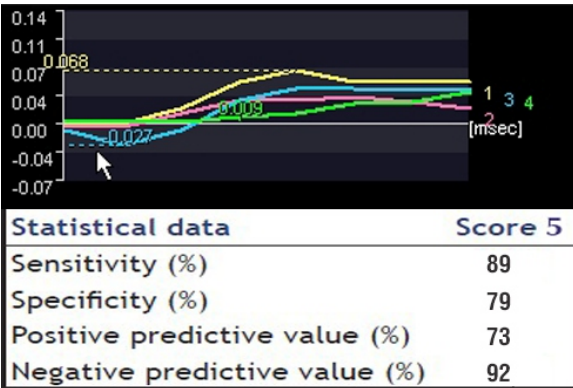 0.14
0.11
0.068
0.07
0.04
0.009
1 3 4
2
0.00
-0.027
[msec]
-0.04
-0.07
Statistical data Score 5
Sensitivity (%) 89
Specificity (%) 79
Positive predictive value (%) 73
Negative predictive value (%) 92